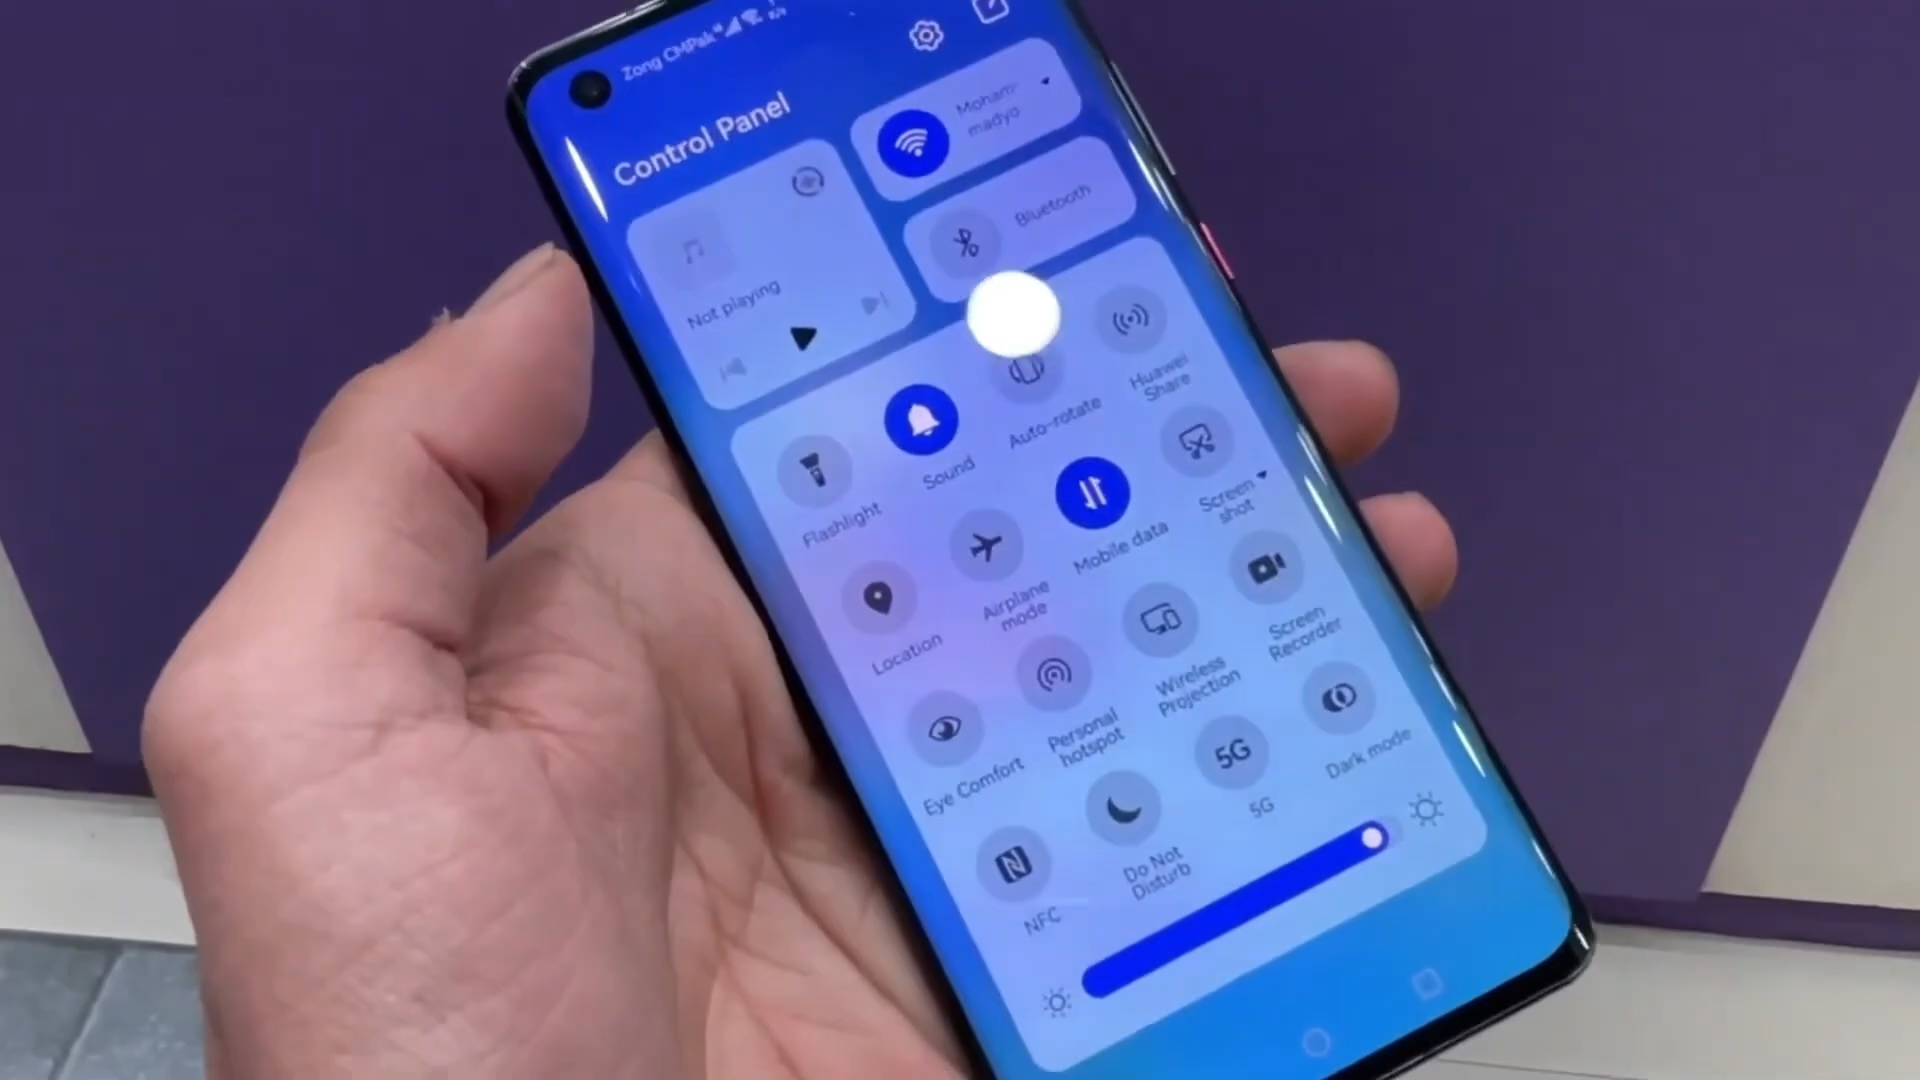 Zong CMPak
Control Panel
Moham-
madyo
Bluetooth
Not playing
Flashlight
Sound
Auto-rotate
Huawei
Share
Location
Airplane
mode
Mobile data
Screen
shot
Eye Comfort
Personal
hotspot
Wireless
Projection
Screen
Recorder
NFC
Do Not
Disturb
5G
5G
Dark mode